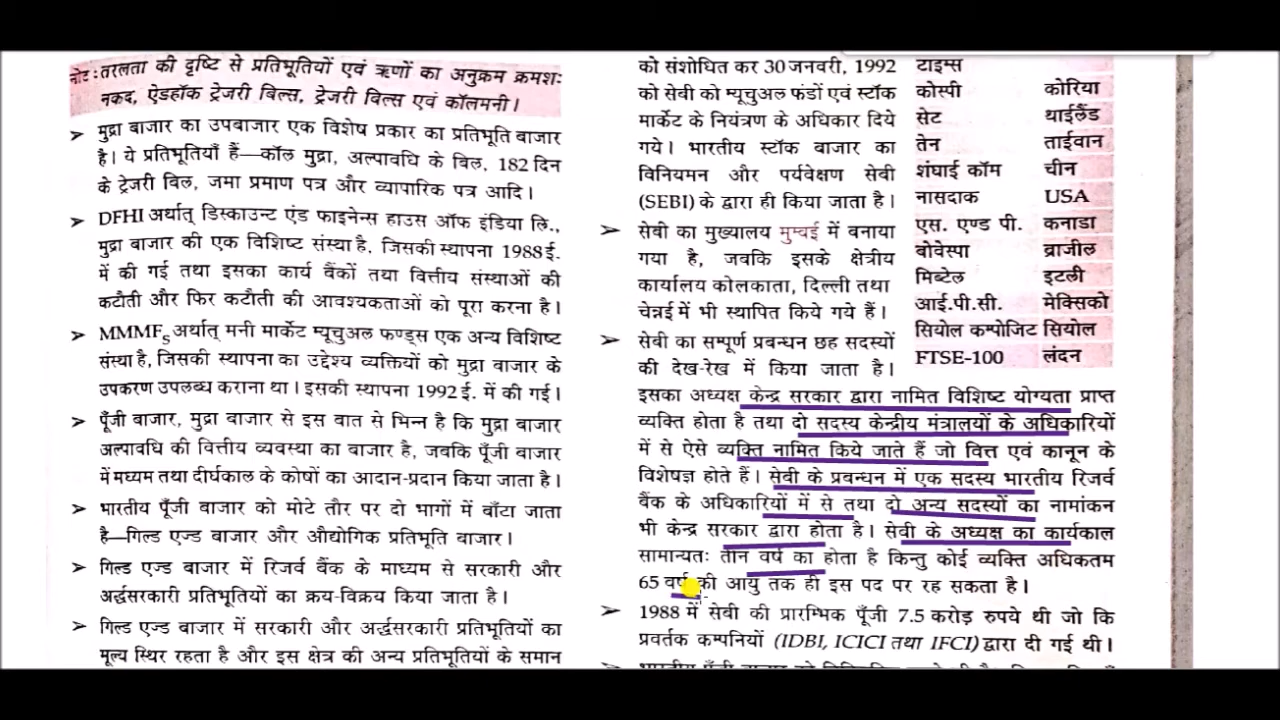 नोट : तरलता की दृष्टि से प्रतिभूतियों एवं ऋणों का अनुक्रम क्रमशः
नकद, ऐडहॉक ट्रेजरी बिल्स, ट्रेजरी बिल्स एवं कॉलमनी।
➢ मुद्रा बाजार का उपबाजार एक विशेष प्रकार का प्रतिभूति बाजार
है। ये प्रतिभूतियाँ हैं—कॉल मुद्रा, अल्पावधि के बिल, 182 दिन
के ट्रेजरी बिल, जमा प्रमाण पत्र और व्यापारिक पत्र आदि।
➢ DFHI अर्थात् डिस्काउन्ट एंड फाइनेन्स हाउस ऑफ इंडिया लि.,
मुद्रा बाजार की एक विशिष्ट संस्था है, जिसकी स्थापना 1988 ई.
में की गई तथा इसका कार्य बैंकों तथा वित्तीय संस्थाओं की
कटौती और फिर कटौती की आवश्यकताओं को पूरा करना है।
➢ MMMFs अर्थात् मनी मार्केट म्यूचुअल फण्ड्स एक अन्य विशिष्ट
संस्था है, जिसकी स्थापना का उद्देश्य व्यक्तियों को मुद्रा बाजार के
उपकरण उपलब्ध कराना था। इसकी स्थापना 1992 ई. में की गई।
➢ पूँजी बाजार, मुद्रा बाजार से इस बात से भिन्न है कि मुद्रा बाजार
अल्पावधि की वित्तीय व्यवस्था का बाजार है, जबकि पूँजी बाजार
में मध्यम तथा दीर्घकाल के कोषों का आदान-प्रदान किया जाता है।
➢ भारतीय पूँजी बाजार को मोटे तौर पर दो भागों में बाँटा जाता
है—गिल्ड एज्ड बाजार और औद्योगिक प्रतिभूति बाजार।
➢ गिल्ड एज्ड बाजार में रिजर्व बैंक के माध्यम से सरकारी और
अर्द्धसरकारी प्रतिभूतियों का क्रय-विक्रय किया जाता है।
➢ गिल्ड एज्ड बाजार में सरकारी और अर्द्धसरकारी प्रतिभूतियों का
मूल्य स्थिर रहता है और इस क्षेत्र की अन्य प्रतिभूतियों के समान
को संशोधित कर 30 जनवरी, 1992
को सेवी को म्यूचुअल फंडों एवं स्टॉक
मार्केट के नियंत्रण के अधिकार दिये
गये। भारतीय स्टॉक बाजार का
विनियमन और पर्यवेक्षण सेवी
(SEBI) के द्वारा ही किया जाता है।
➢ सेवी का मुख्यालय मुम्बई में बनाया
गया है, जबकि इसके क्षेत्रीय
कार्यालय कोलकाता, दिल्ली तथा
चेन्नई में भी स्थापित किये गये हैं।
➢ सेवी का सम्पूर्ण प्रबन्धन छह सदस्यों
की देख-रेख में किया जाता है।
टाइम्स
कोस्पी कोरिया
सेट थाईलैंड
तेन ताईवान
शंघाई कॉम चीन
नासदाक USA
एस. एण्ड पी. कनाडा
बोवेस्पा ब्राजील
मिब्टेल इटली
आई.पी.सी. मेक्सिको
सियोल कम्पोजिट सियोल
FTSE-100 लंदन
इसका अध्यक्ष केन्द्र सरकार द्वारा नामित विशिष्ट योग्यता प्राप्त
व्यक्ति होता है तथा दो सदस्य केन्द्रीय मंत्रालयों के अधिकारियों
में से ऐसे व्यक्ति नामित किये जाते हैं जो वित्त एवं कानून के
विशेषज्ञ होते हैं। सेवी के प्रबन्धन में एक सदस्य भारतीय रिजर्व
बैंक के अधिकारियों में से तथा दो अन्य सदस्यों का नामांकन
भी केन्द्र सरकार द्वारा होता है। सेवी के अध्यक्ष का कार्यकाल
सामान्यतः तीन वर्ष का होता है किन्तु कोई व्यक्ति अधिकतम
65 वर्ष की आयु तक ही इस पद पर रह सकता है।
➢ 1988 में सेवी की प्रारम्भिक पूँजी 7.5 करोड़ रुपये थी जो कि
प्रवर्तक कम्पनियों (IDBI, ICICI तथा IFCI) द्वारा दी गई थी।